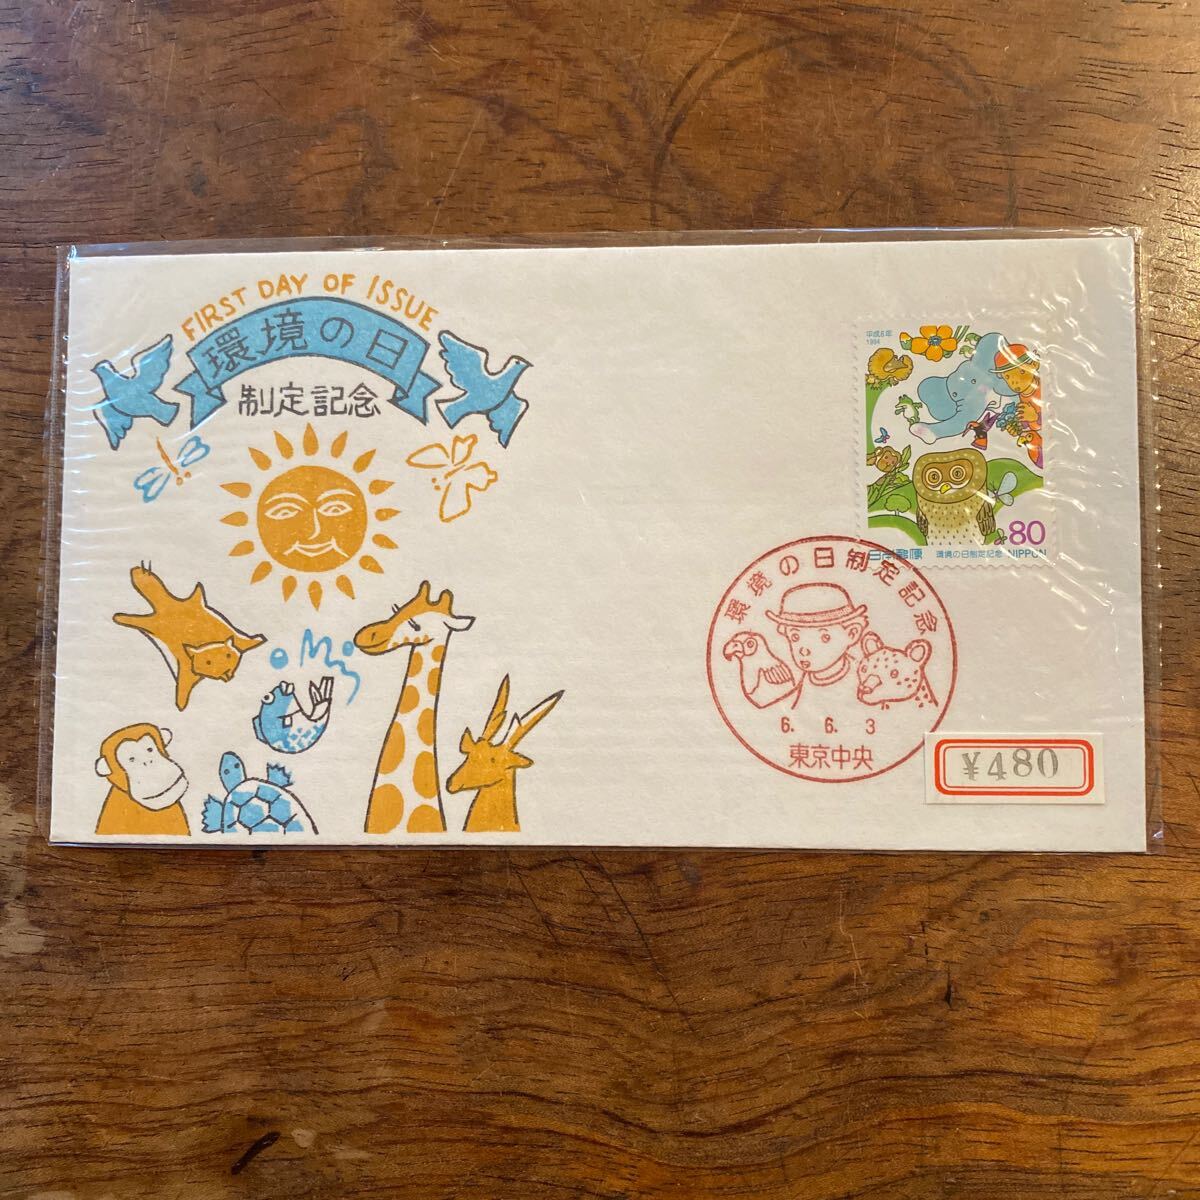 FIRST DAY OF ISSUE
環境の日
制定記念
平成6年
1994
80
日本郵便 環境の日制定記念 NIPPON
環境の日制定記念
6. 6. 3
東京中央
¥480